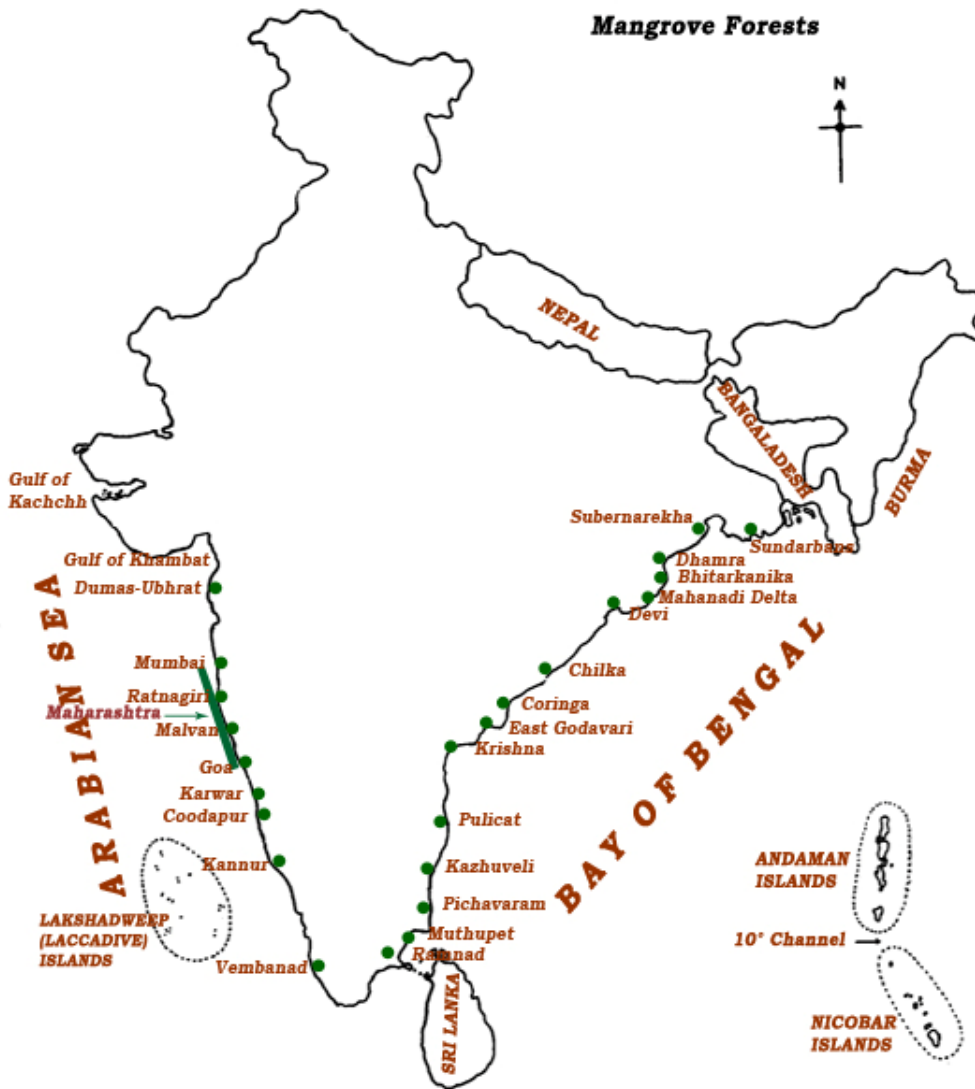 Mangrove Forests
N
NEPAL
BANGALADESH
BURMA
Gulf of
Kachchh
Subernarekha
Sundarbans
Gulf of Khambat
Dhamra
Dumas-Ubhrat
Bhitarkanika
Mahanadi Delta
Devi
ARABIAN SEA
Mumbai
Chilka
Ratnagiri
Maharashtra
Coringa
Malvan
East Godavari
Krishna
Goa
BAY OF BENGAL
Karwar
Coodapur
Pulicat
Kannur
Kazhuveli
ANDAMAN
ISLANDS
Pichavaram
LAKSHADWEEP
(LACCADIVE)
ISLANDS
Muthupet
10° Channel
Ramnad
Vembanad
SRI LANKA
NICOBAR
ISLANDS